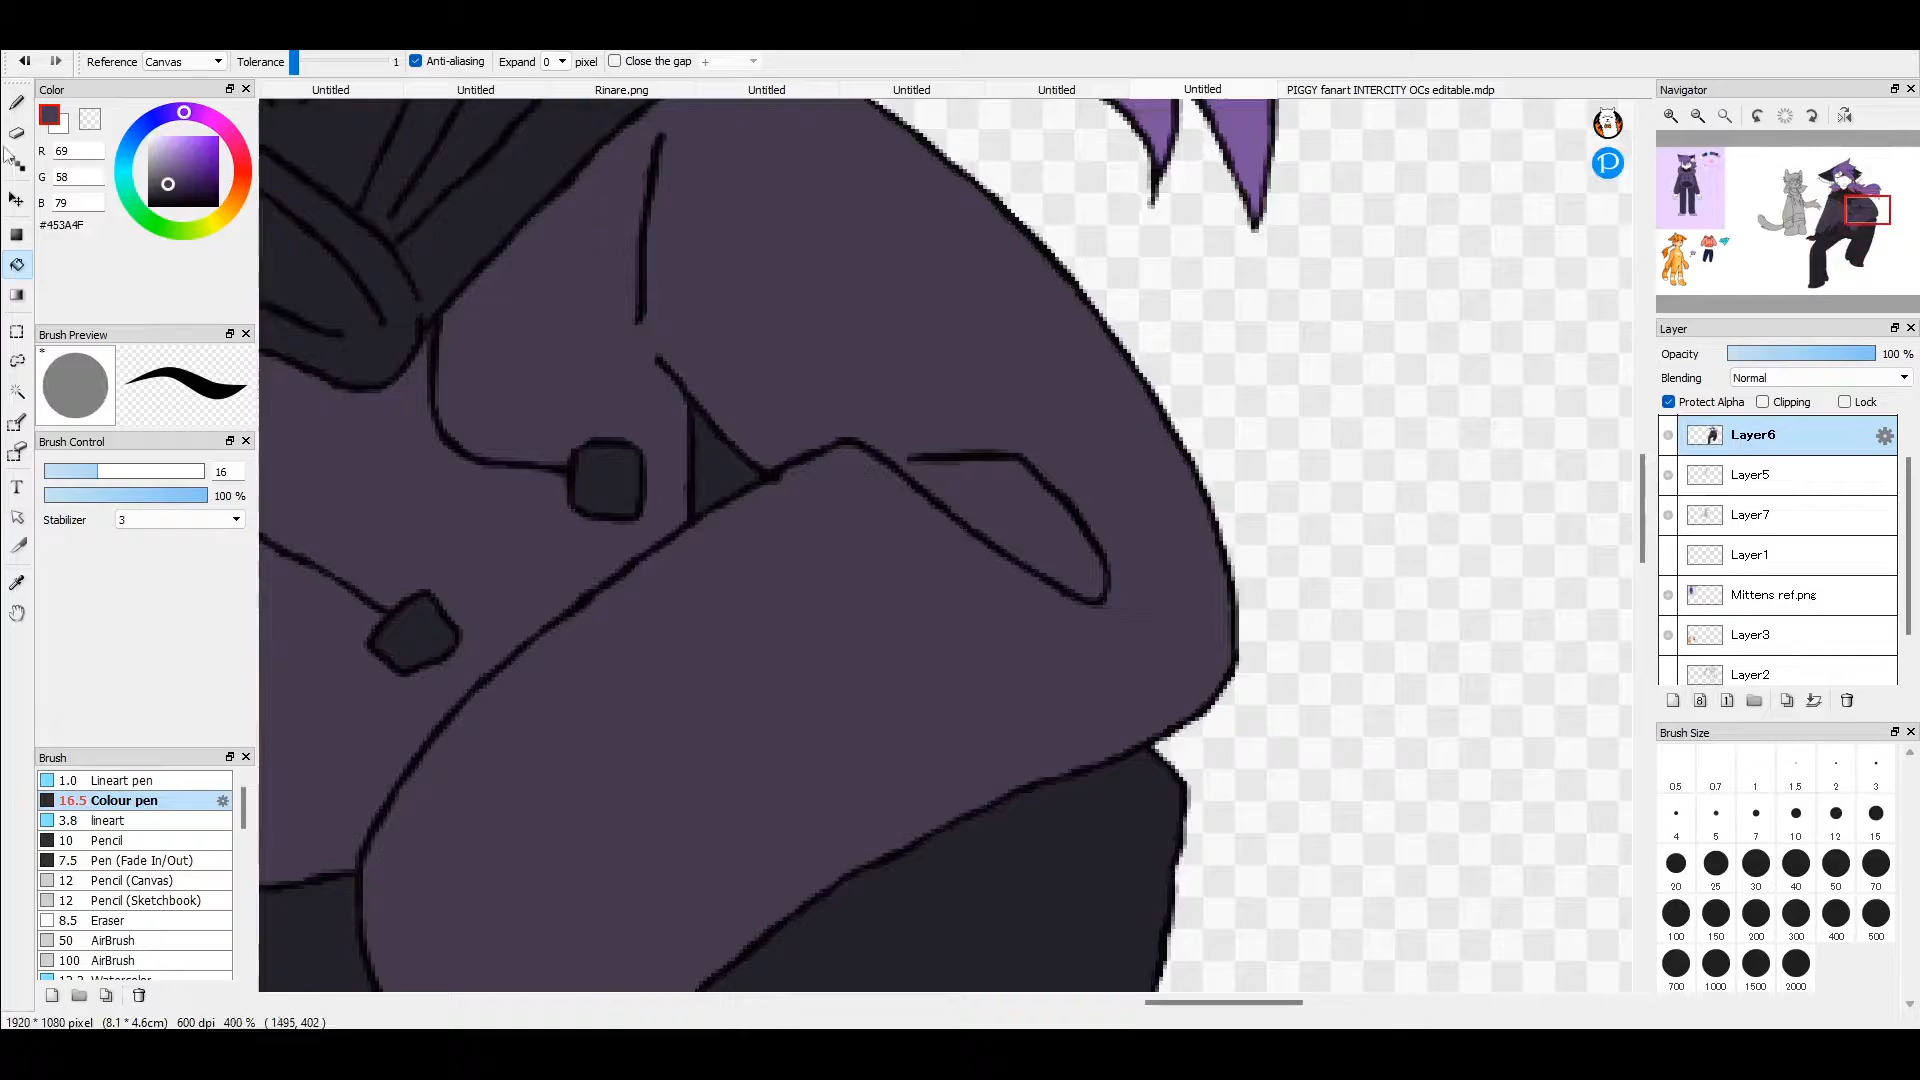 Reference Canvas Tolerance 1 Anti-aliasing Expand 0 pixel Close the gap +
Color
R 69
G 58
B 79
#453A4F
Brush Preview
*
Brush Control
16
100 %
Stabilizer 3
Brush
1.0 Lineart pen
16.5 Colour pen
3.8 lineart
10 Pencil
7.5 Pen (Fade In/Out)
12 Pencil (Canvas)
12 Pencil (Sketchbook)
8.5 Eraser
50 AirBrush
100 AirBrush
T
Untitled Untitled Rinare.png Untitled Untitled Untitled Untitled PIGGY fanart INTERCITY OCs editable.mdp
P
Navigator
Layer
Opacity 100 %
Blending Normal
Protect Alpha Clipping Lock
Layer6
Layer5
Layer7
Layer1
Mittens ref.png
Layer3
Layer2
8 1
Brush Size
0.5 0.7 1 1.5 2 3
4 5 7 10 12 15
20 25 30 40 50 70
100 150 200 300 400 500
700 1000 1500 2000
1920 * 1080 pixel (8.1 * 4.6cm) 600 dpi 400 % ( 1495, 402 )